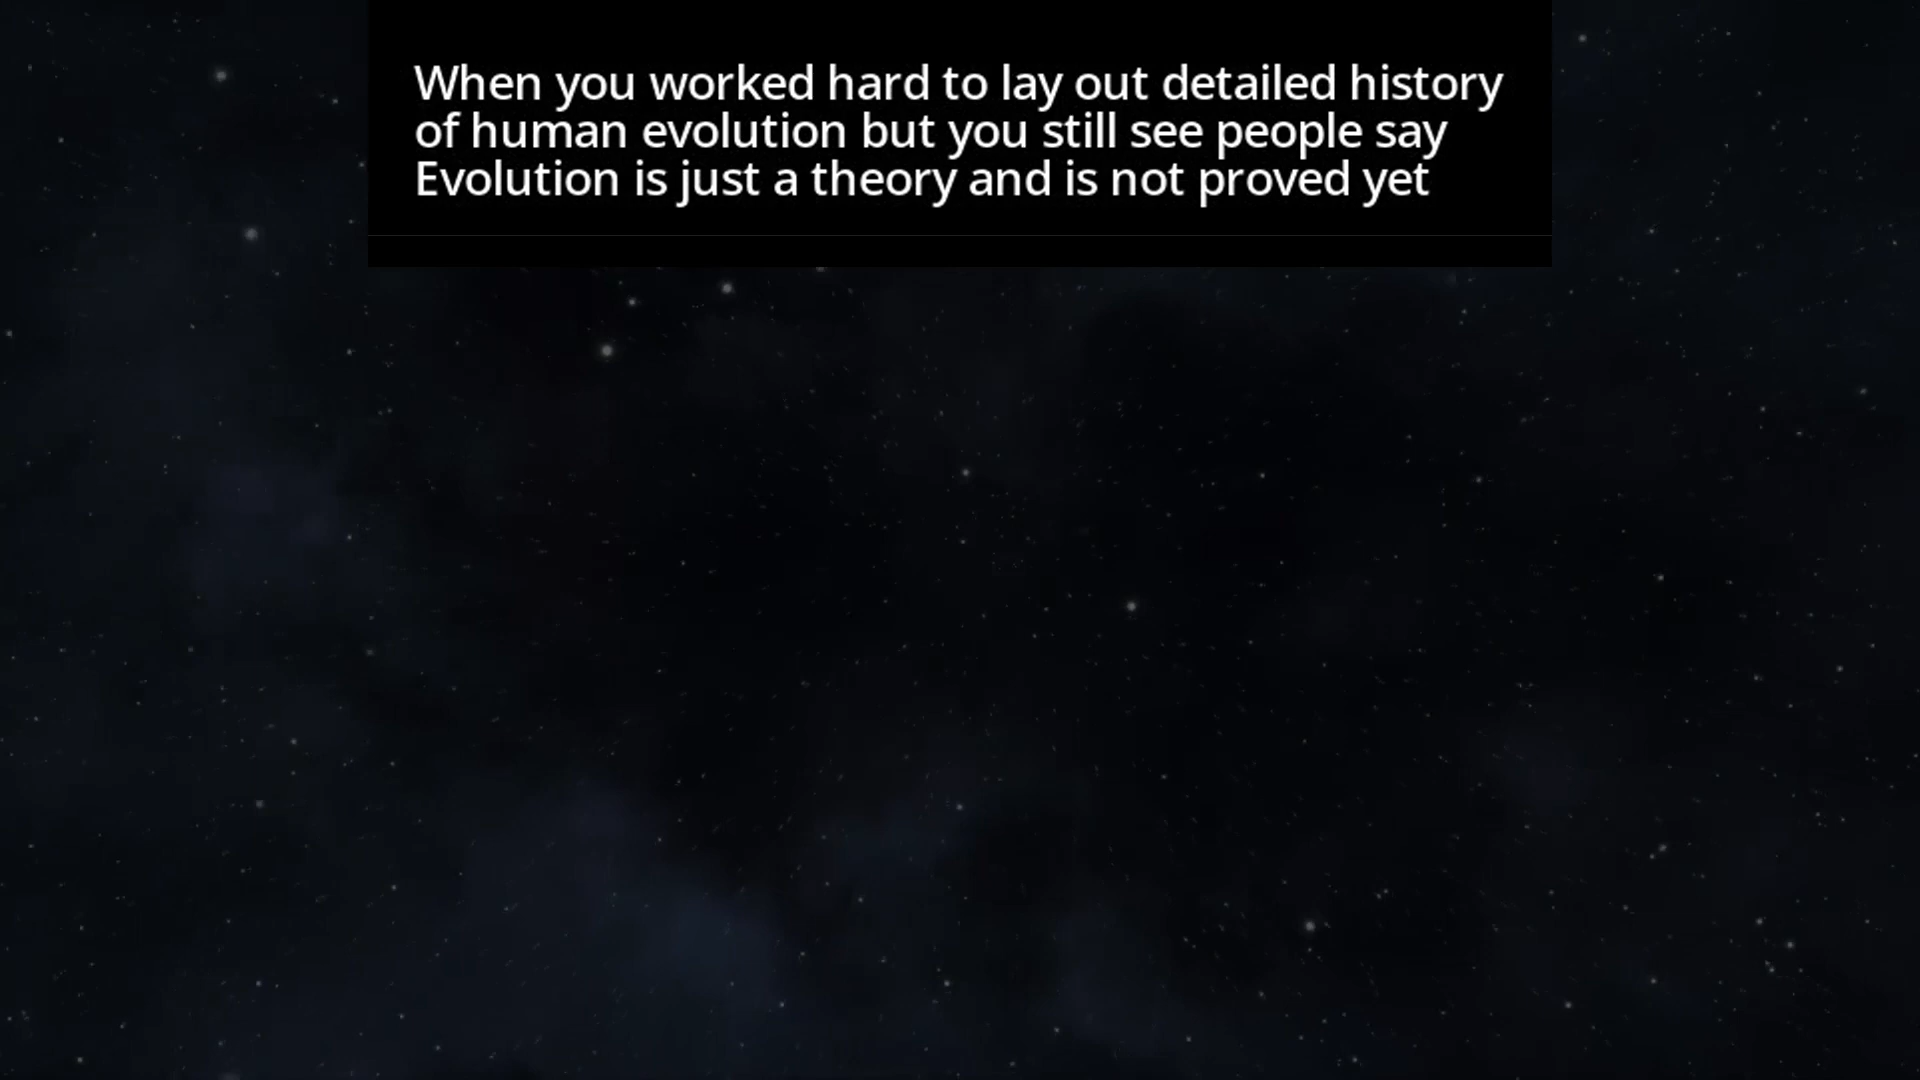 When you worked hard to lay out detailed history
of human evolution but you still see people say
Evolution is just a theory and is not proved yet